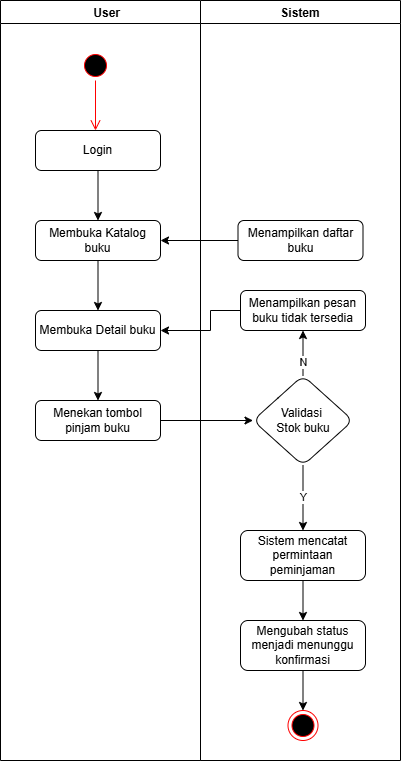 User
Sistem
Login
Membuka Katalog
buku
Menampilkan daftar
buku
Menampilkan pesan
buku tidak tersedia
Membuka Detail buku
N
Menekan tombol
pinjam buku
Validasi
Stok buku
Y
Sistem mencatat
permintaan
peminjaman
Mengubah status
menjadi menunggu
konfirmasi